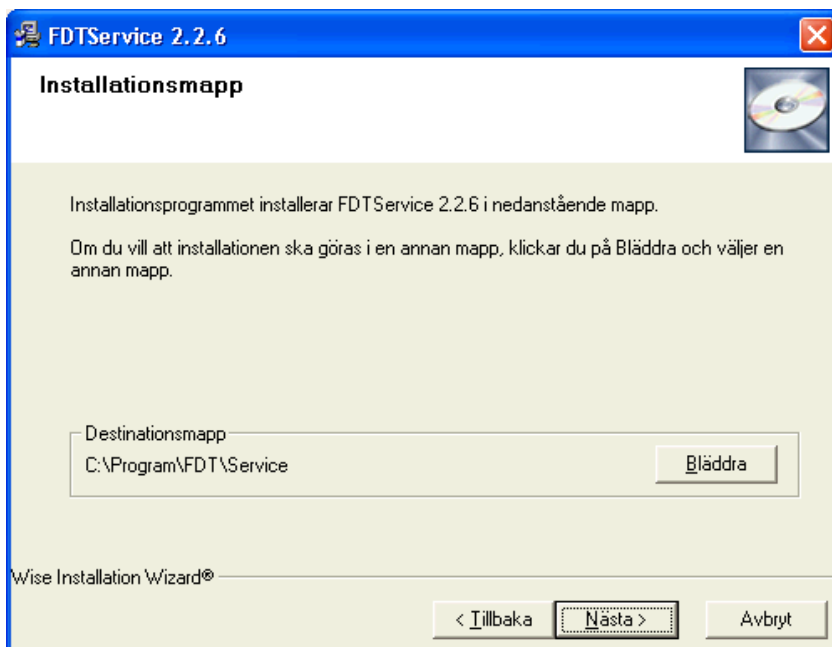 FDTService 2.2.6
Installationsmapp
Installationsprogrammet installerar FDTService 2.2.6 i nedanstående mapp.
Om du vill att installationen ska göras i en annan mapp, klickar du på Bläddra och väljer en
annan mapp.
Destinationsmapp
C:\Program\FDT\Service
Bläddra
Wise Installation Wizard®
< Tillbaka
Nästa >
Avbryt